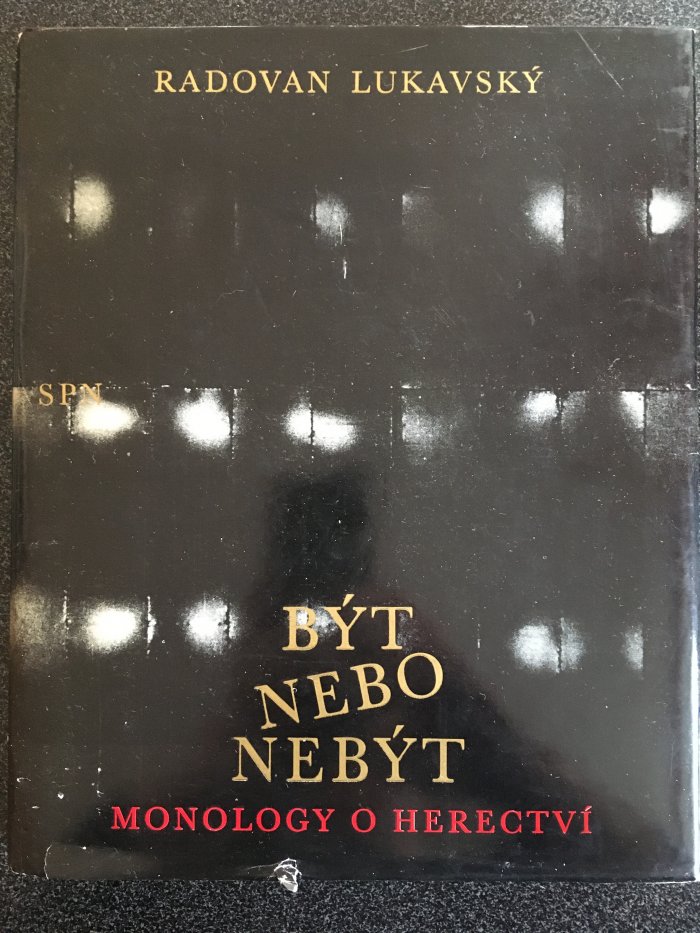 RADOVAN LUKAVSKÝ
SPN
BÝT
NEBO
NEBÝT
MONOLOGY O HERECTVÍ